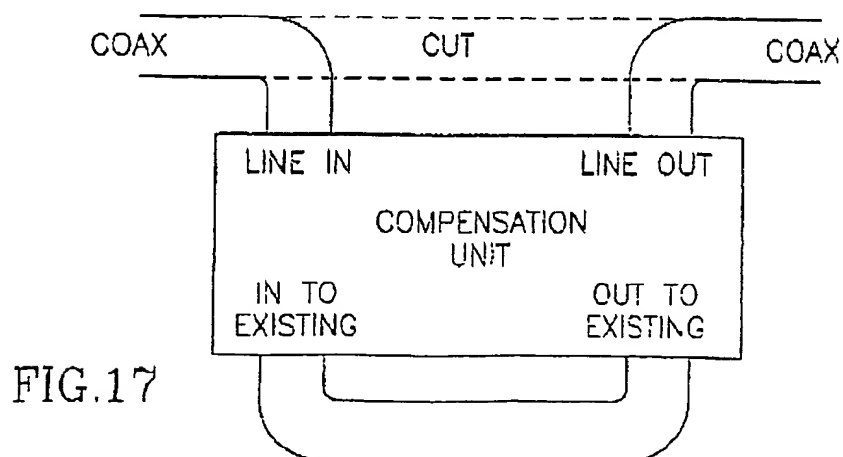 COAX
CUT
COAX
LINE IN
LINE OUT
COMPENSATION
UNIT
IN TO
EXISTING
OUT TO
EXISTING
FIG.17